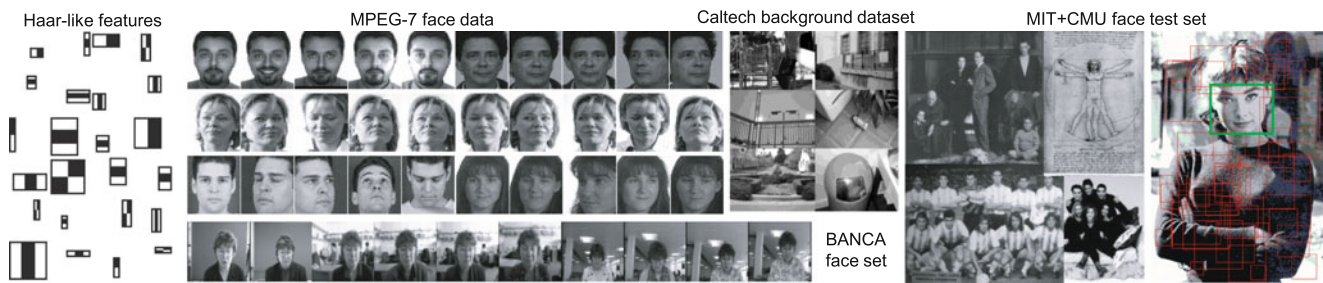 Haar-like features
MPEG-7 face data
Caltech background dataset
MIT+CMU face test set
BANCA
face set